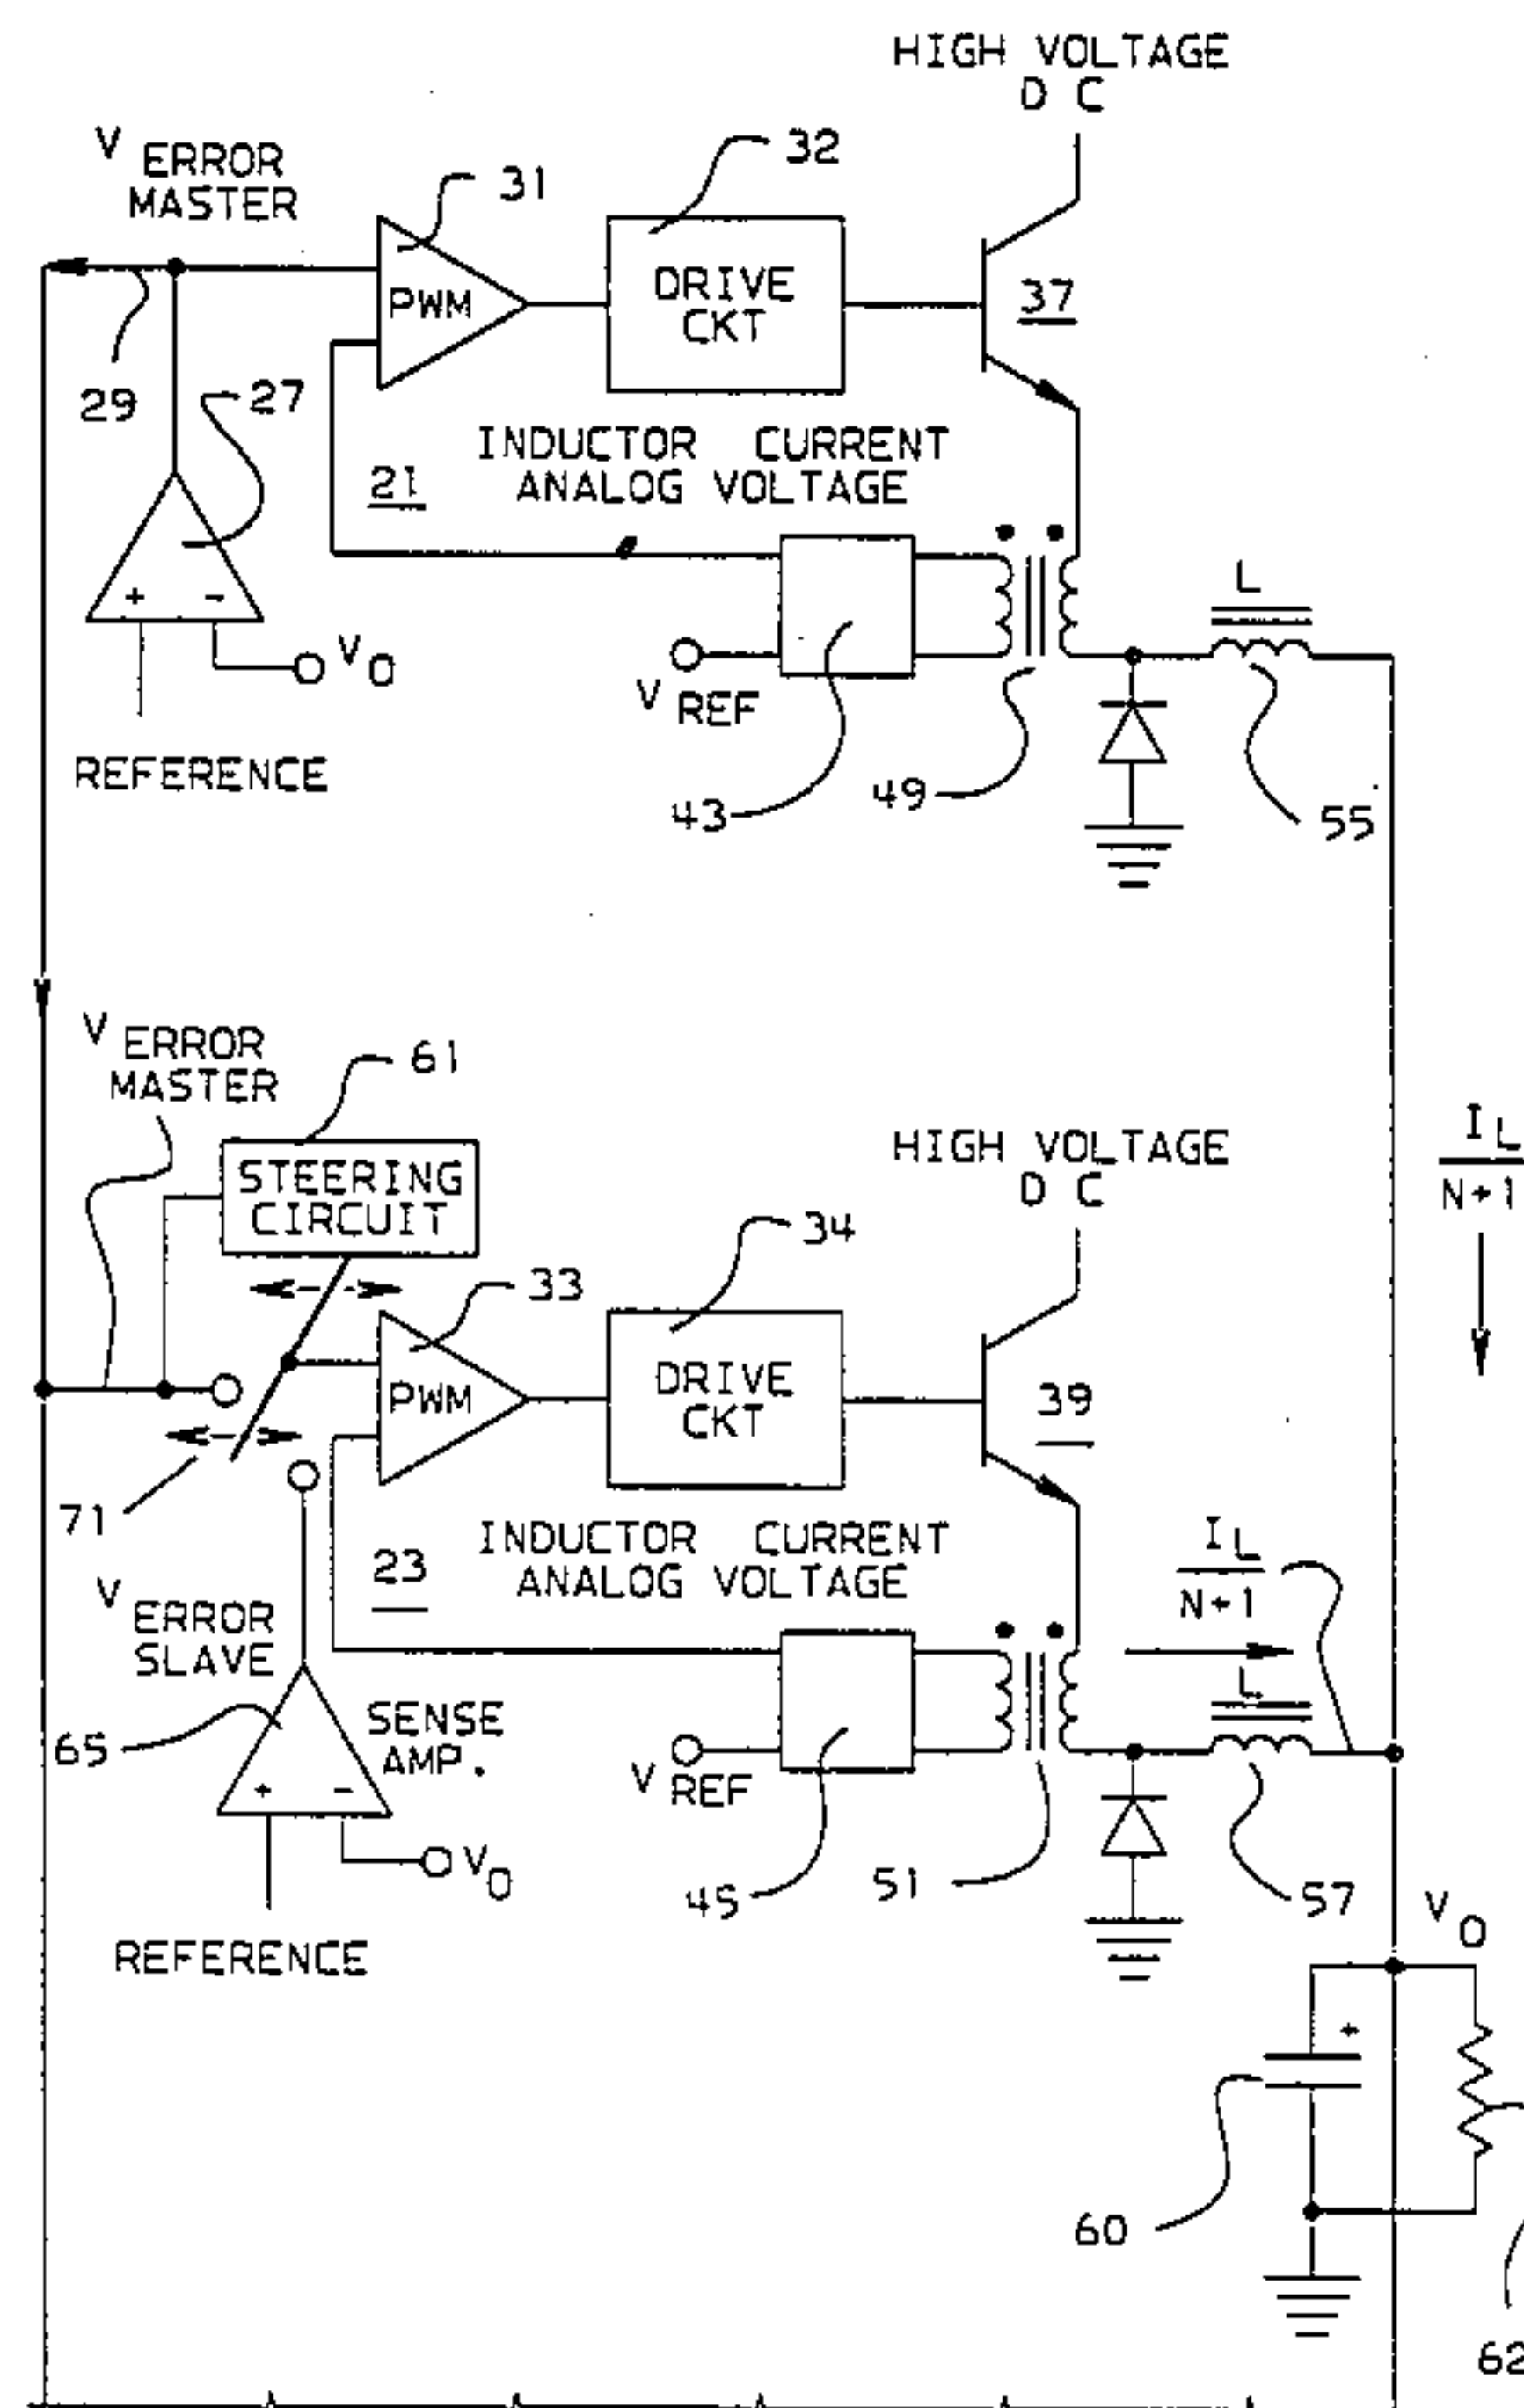 HIGH VOLTAGE
D C
V ERROR
MASTER
31
32
PWM
DRIVE
CKT
37
29
27
INDUCTOR CURRENT
ANALOG VOLTAGE
21
+ -
VO
REFERENCE
V REF
L
43
49
55
V ERROR
MASTER
61
STEERING
CIRCUIT
HIGH VOLTAGE
D C
IL
N+1
33
34
PWM
DRIVE
CKT
39
71
INDUCTOR CURRENT
ANALOG VOLTAGE
23
IL
N+1
V ERROR
SLAVE
SENSE
AMP.
65
+ -
VO
REFERENCE
V REF
L
45
51
57
VO
+
60
62